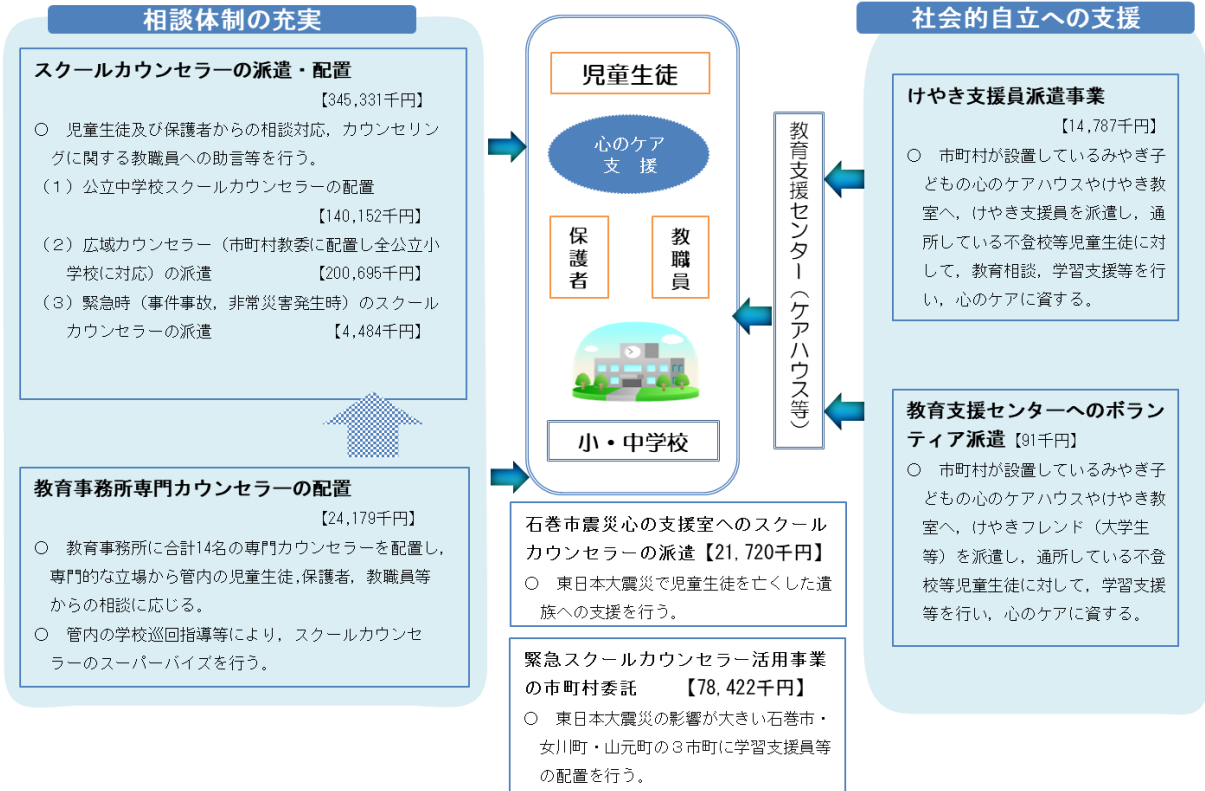 相談体制の充実
スクールカウンセラーの派遣・配置
【345,331千円】
○ 児童生徒及び保護者からの相談対応，カウンセリン
グに関する教職員への助言等を行う。
（１）公立中学校スクールカウンセラーの配置
【140,152千円】
（２）広域カウンセラー（市町村教委に配置し全公立小
学校に対応）の派遣 【200,695千円】
（３）緊急時（事件事故，非常災害発生時）のスクール
カウンセラーの派遣 【4,484千円】
教育事務所専門カウンセラーの配置
【24,179千円】
○ 教育事務所に合計14名の専門カウンセラーを配置し，
専門的な立場から管内の児童生徒,保護者，教職員等
からの相談に応じる。
○ 管内の学校巡回指導等により，スクールカウンセ
ラーのスーパーバイズを行う。
児童生徒
心のケア
支 援
保護者
教職員
小・中学校
石巻市震災心の支援室へのスクール
カウンセラーの派遣【21,720千円】
○ 東日本大震災で児童生徒を亡くした遺
族への支援を行う。
緊急スクールカウンセラー活用事業
の市町村委託 【78,422千円】
○ 東日本大震災の影響が大きい石巻市・
女川町・山元町の３市町に学習支援員等
の配置を行う。
教育支援センター（ケアハウス等）
社会的自立への支援
けやき支援員派遣事業
【14,787千円】
○ 市町村が設置しているみやぎ子
どもの心のケアハウスやけやき教
室へ，けやき支援員を派遣し，通
所している不登校等児童生徒に対
して，教育相談，学習支援等を行
い，心のケアに資する。
教育支援センターへのボラン
ティア派遣【91千円】
○ 市町村が設置しているみやぎ子
どもの心のケアハウスやけやき教
室へ，けやきフレンド（大学生
等）を派遣し，通所している不登
校等児童生徒に対して，学習支援
等を行い，心のケアに資する。